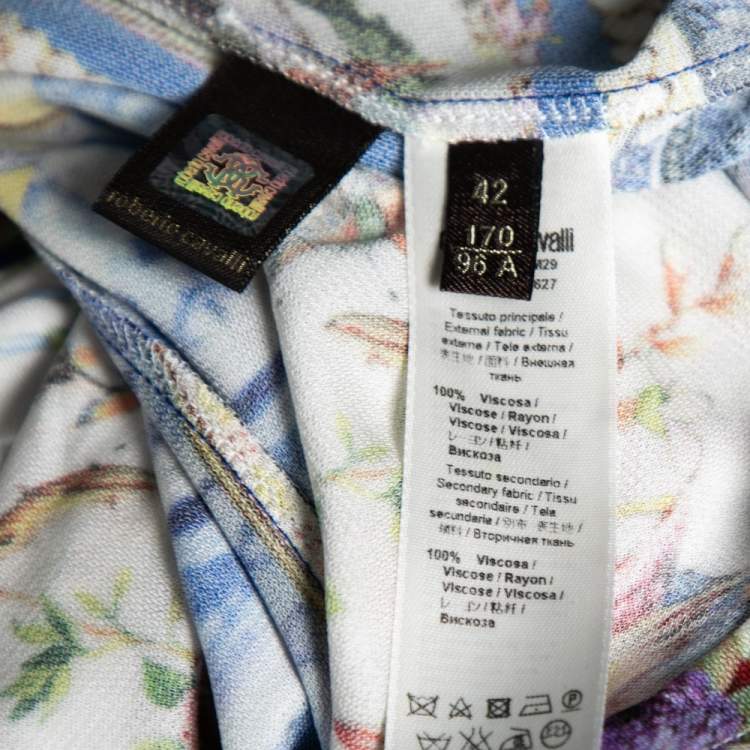 roberto cavalli
42
170
96 A
valli
629
627
Tessuto principale /
External fabric / Tissu
externe / Tela externa /
表生地 / 面料 / Внешная
ткань
100% Viscosa /
Viscose / Rayon /
Viscose / Viscosa /
レーヨン / 粘纤 /
Вискоза
Tessuto secondario /
Secondary fabric / Tissu
secondaire / Tela
secundaria / 別布 表生地 /
Вторичная ткань
100% Viscosa /
Viscose / Rayon /
Viscose / Viscosa /
レーヨン / 粘纤 /
Вискоза
P